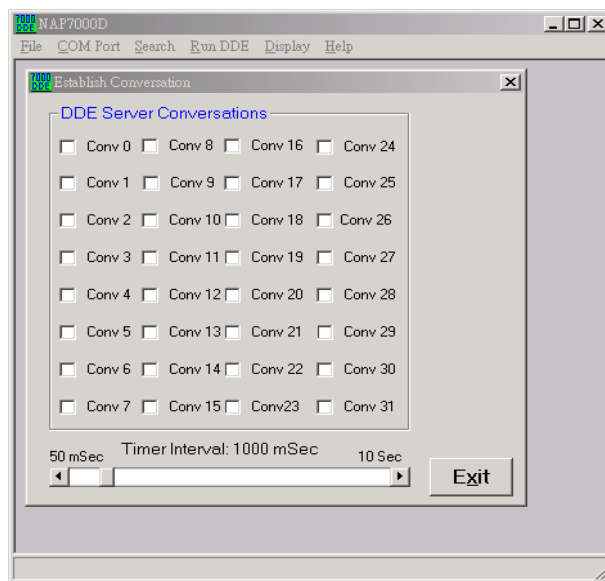 7000 DDE NAP7000D
File COM Port Search Run DDE Display Help
7000 DDE Establish Conversation
DDE Server Conversations
Conv 0 Conv 8 Conv 16 Conv 24
Conv 1 Conv 9 Conv 17 Conv 25
Conv 2 Conv 10 Conv 18 Conv 26
Conv 3 Conv 11 Conv 19 Conv 27
Conv 4 Conv 12 Conv 20 Conv 28
Conv 5 Conv 13 Conv 21 Conv 29
Conv 6 Conv 14 Conv 22 Conv 30
Conv 7 Conv 15 Conv23 Conv 31
50 mSec Timer Interval: 1000 mSec 10 Sec
Exit